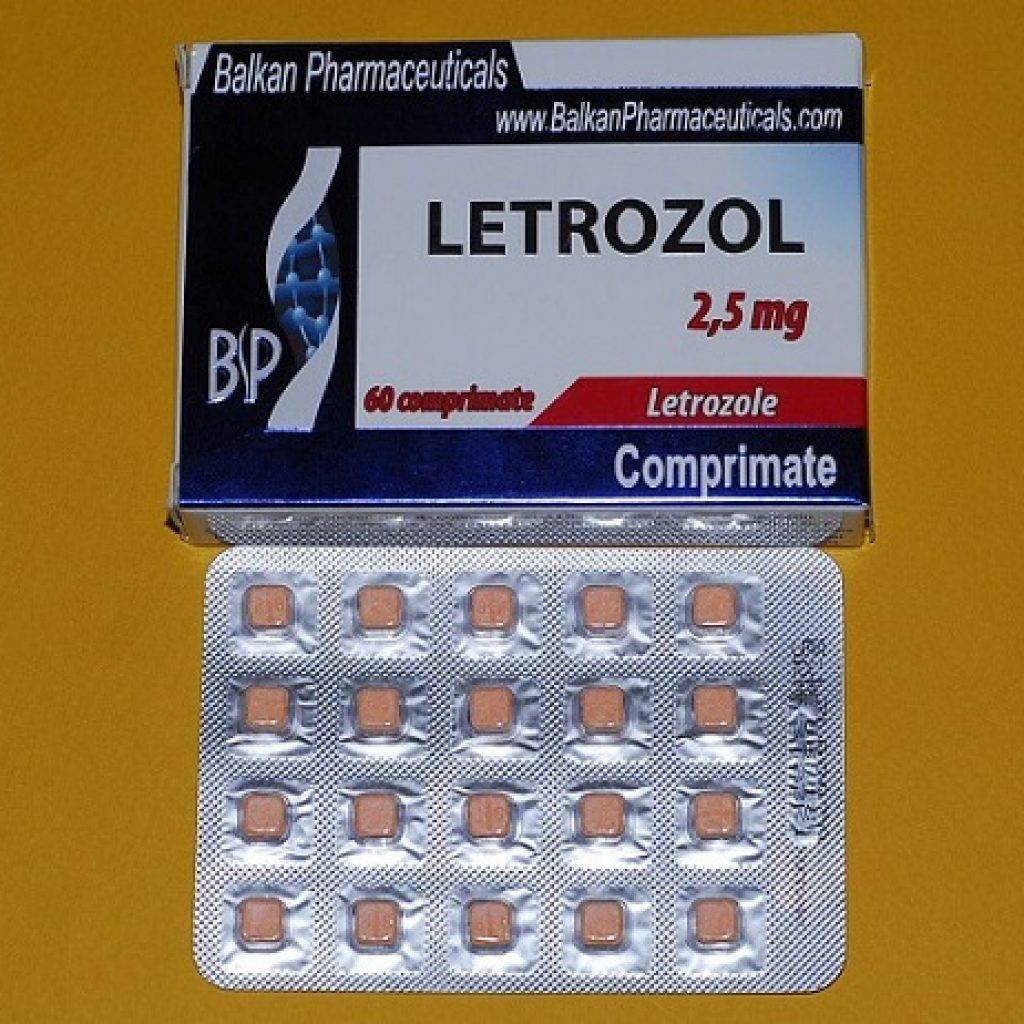 Balkan Pharmaceuticals
www.BalkanPharmaceuticals.com
LETROZOL
2,5 mg
BP
60 comprimate
Letrozole
Comprimate